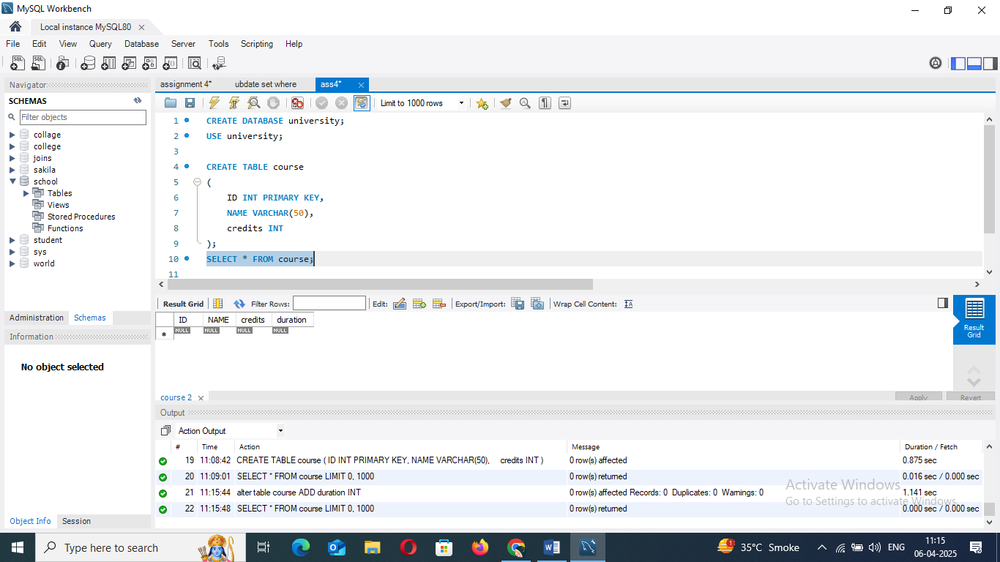 MySQL Workbench
Local instance MySQL80
File Edit View Query Database Server Tools Scripting Help
Navigator
SCHEMAS
Filter objects
collage
college
joins
sakila
school
Tables
Views
Stored Procedures
Functions
student
sys
world
Administration Schemas
Information
No object selected
Object Info Session
assignment 4* ubdate set where ass4*
Limit to 1000 rows
1 CREATE DATABASE university;
2 USE university;
3
4 CREATE TABLE course
5 (
6 ID INT PRIMARY KEY,
7 NAME VARCHAR(50),
8 credits INT
9 );
10 SELECT * FROM course;
11
Result Grid Filter Rows: Edit: Export/Import: Wrap Cell Content:
ID NAME credits duration
NULL NULL NULL NULL
Result
Grid
course 2 Apply Revert
Output
Action Output
# Time Action Message Duration / Fetch
19 11:08:42 CREATE TABLE course ( ID INT PRIMARY KEY, NAME VARCHAR(50), credits INT ) 0 row(s) affected 0.875 sec
20 11:09:01 SELECT * FROM course LIMIT 0, 1000 0 row(s) returned 0.016 sec / 0.000 sec
21 11:15:44 alter table course ADD duration INT 0 row(s) affected Records: 0 Duplicates: 0 Warnings: 0 1.141 sec
22 11:15:48 SELECT * FROM course LIMIT 0, 1000 0 row(s) returned 0.000 sec / 0.000 sec
Activate Windows
Go to Settings to activate Windows.
Type here to search
35°C Smoke
ENG
11:15
06-04-2025